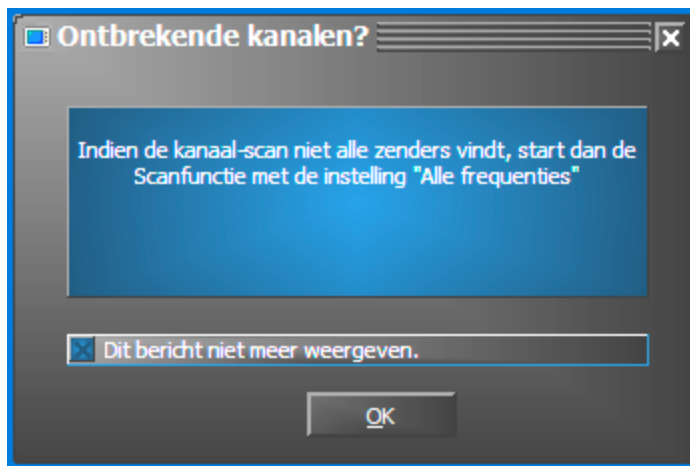 Ontbrekende kanalen?
Indien de kanaal-scan niet alle zenders vindt, start dan de
Scanfunctie met de instelling "Alle frequenties"
Dit bericht niet meer weergeven.
OK